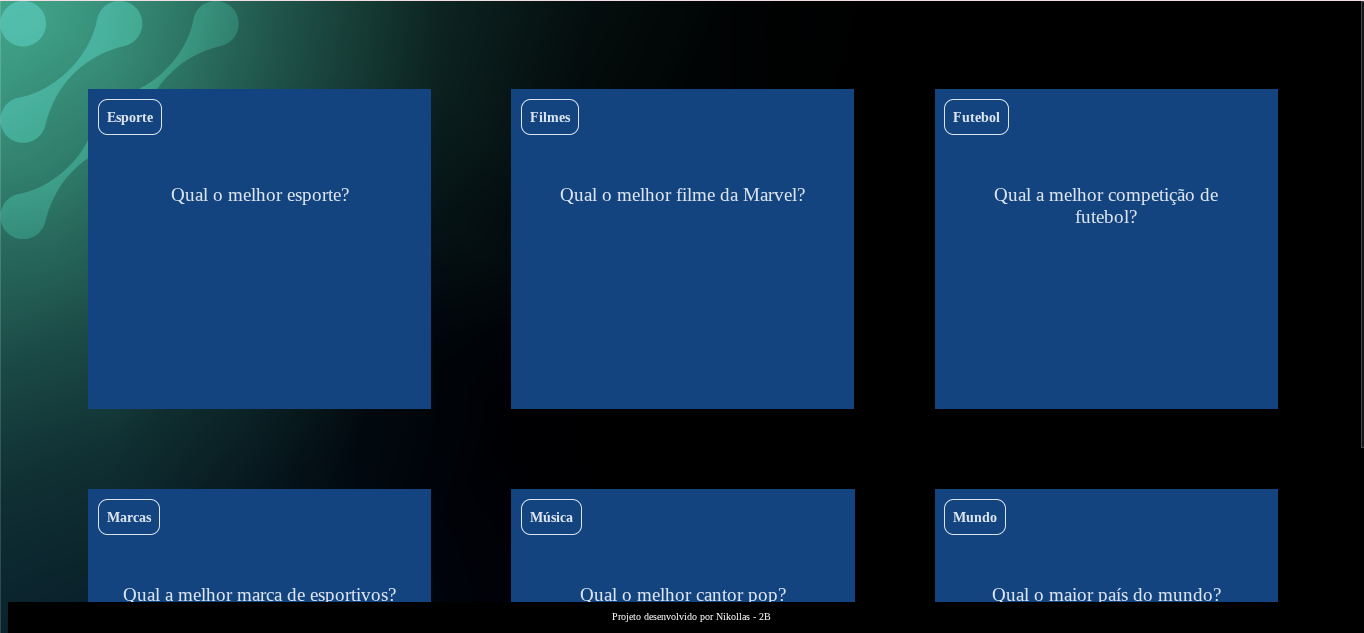 Esporte
Qual o melhor esporte?
Filmes
Qual o melhor filme da Marvel?
Futebol
Qual a melhor competição de
futebol?
Marcas
Qual a melhor marca de esportivos?
Música
Qual o melhor cantor pop?
Mundo
Qual o maior país do mundo?
Projeto desenvolvido por Nikollas - 2B